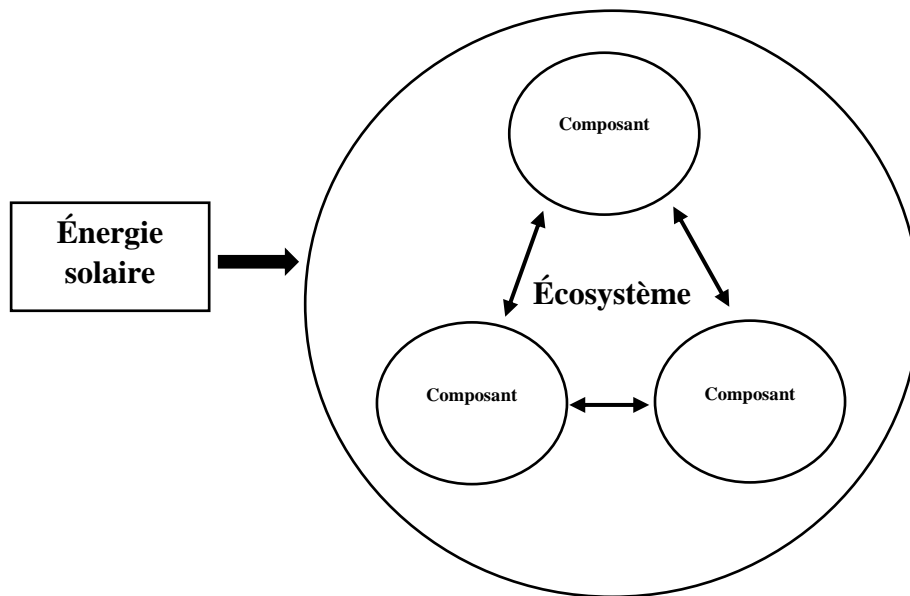 Composant
Énergie
solaire
Écosystème
Composant
Composant